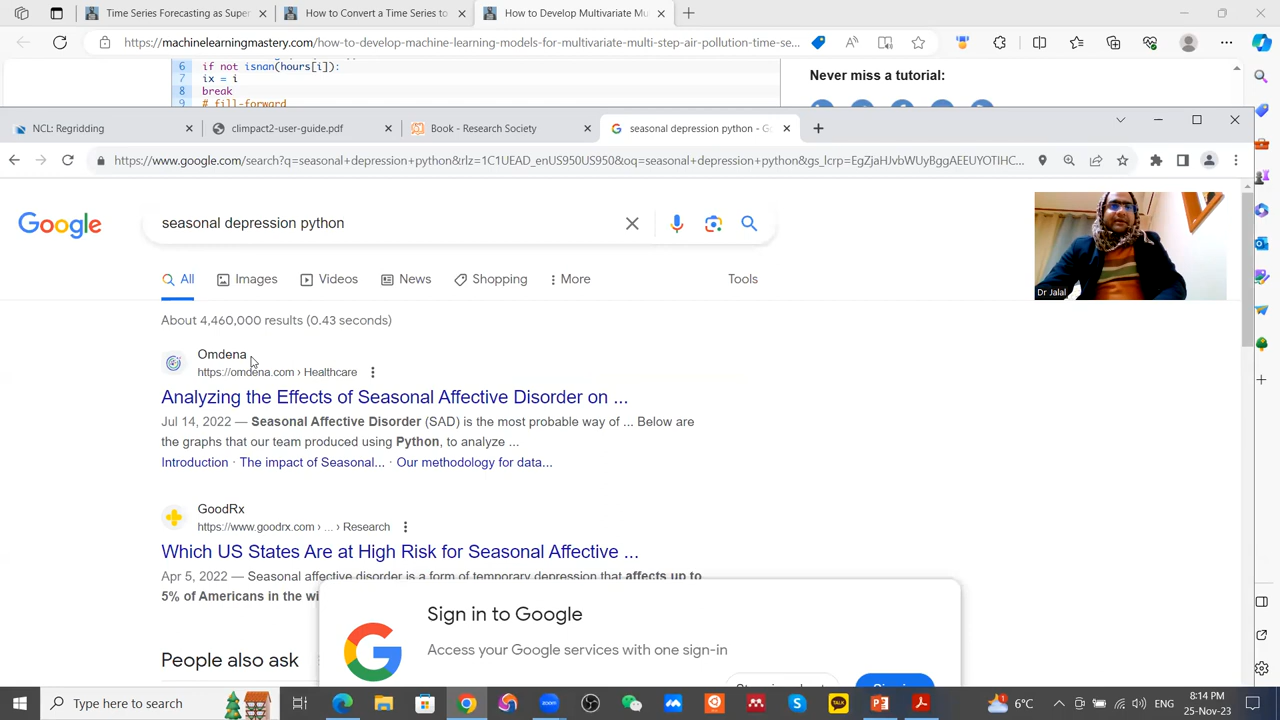 Time Series Forecasting as Super
How to Convert a Time Series to
How to Develop Multivariate Mu
https://machinelearningmastery.com/how-to-develop-machine-learning-models-for-multivariate-multi-step-air-pollution-time-se...
6 if not isnan(hours[i]):
7 ix = i
8 break
9 # fill-forward
Never miss a tutorial:
NCL: Regridding
climpact2-user-guide.pdf
Book - Research Society
seasonal depression python - Go
https://www.google.com/search?q=seasonal+depression+python&rlz=1C1UEAD_enUS950US950&oq=seasonal+depression+python&gs_lcrp=EgZjaHJvbWUyBggAEEUYOTIHC...
Google
seasonal depression python
All
Images
Videos
News
Shopping
More
Tools
About 4,460,000 results (0.43 seconds)
Dr Jalal
Omdena
https://omdena.com › Healthcare
Analyzing the Effects of Seasonal Affective Disorder on ...
Jul 14, 2022 — Seasonal Affective Disorder (SAD) is the most probable way of ... Below are
the graphs that our team produced using Python, to analyze ...
Introduction · The impact of Seasonal... · Our methodology for data...
GoodRx
https://www.goodrx.com › ... › Research
Which US States Are at High Risk for Seasonal Affective ...
Apr 5, 2022 — Seasonal affective disorder is a form of temporary depression that affects up to
5% of Americans in the wi
Sign in to Google
Access your Google services with one sign-in
People also ask
Type here to search
6°C
ENG
8:14 PM
25-Nov-23